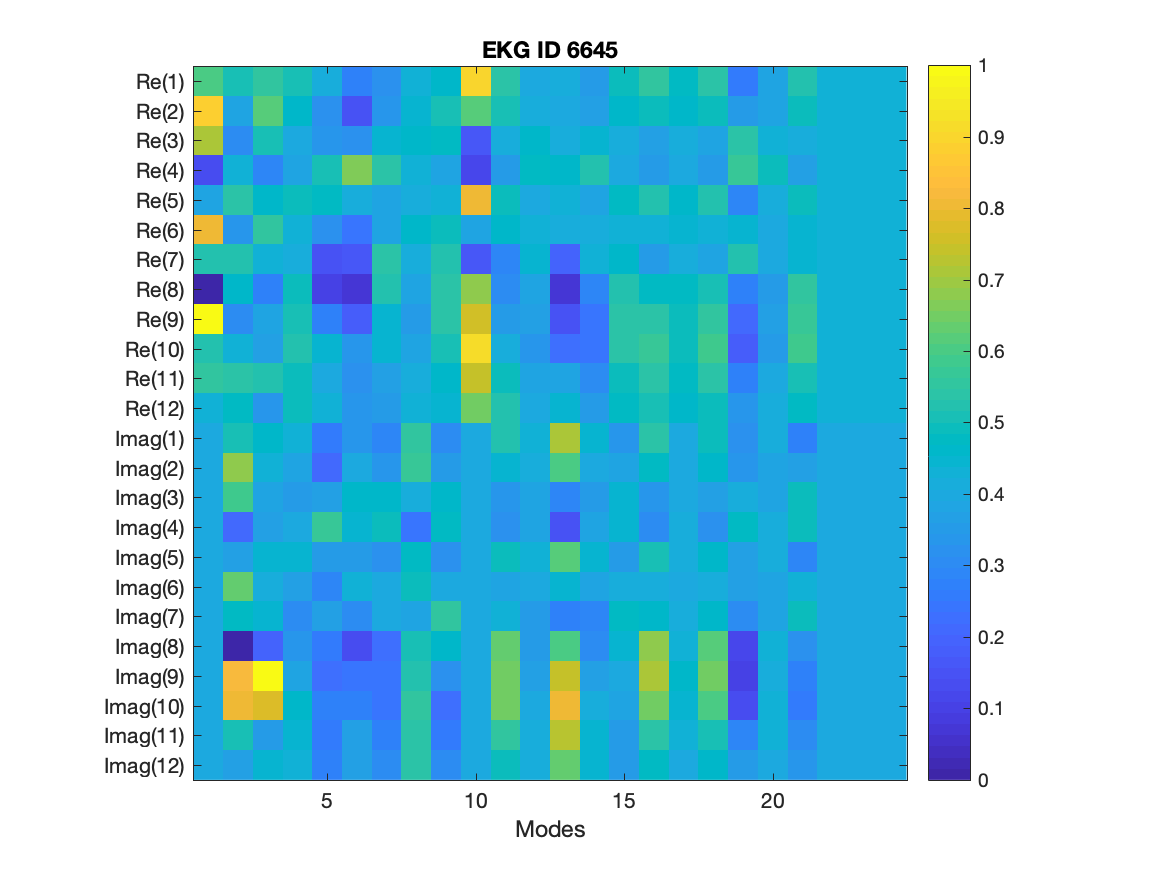 EKG ID 6645
Re(1)
Re(2)
Re(3)
Re(4)
Re(5)
Re(6)
Re(7)
Re(8)
Re(9)
Re(10)
Re(11)
Re(12)
Imag(1)
Imag(2)
Imag(3)
Imag(4)
Imag(5)
Imag(6)
Imag(7)
Imag(8)
Imag(9)
Imag(10)
Imag(11)
Imag(12)
5 10 15 20
Modes
1
0.9
0.8
0.7
0.6
0.5
0.4
0.3
0.2
0.1
0